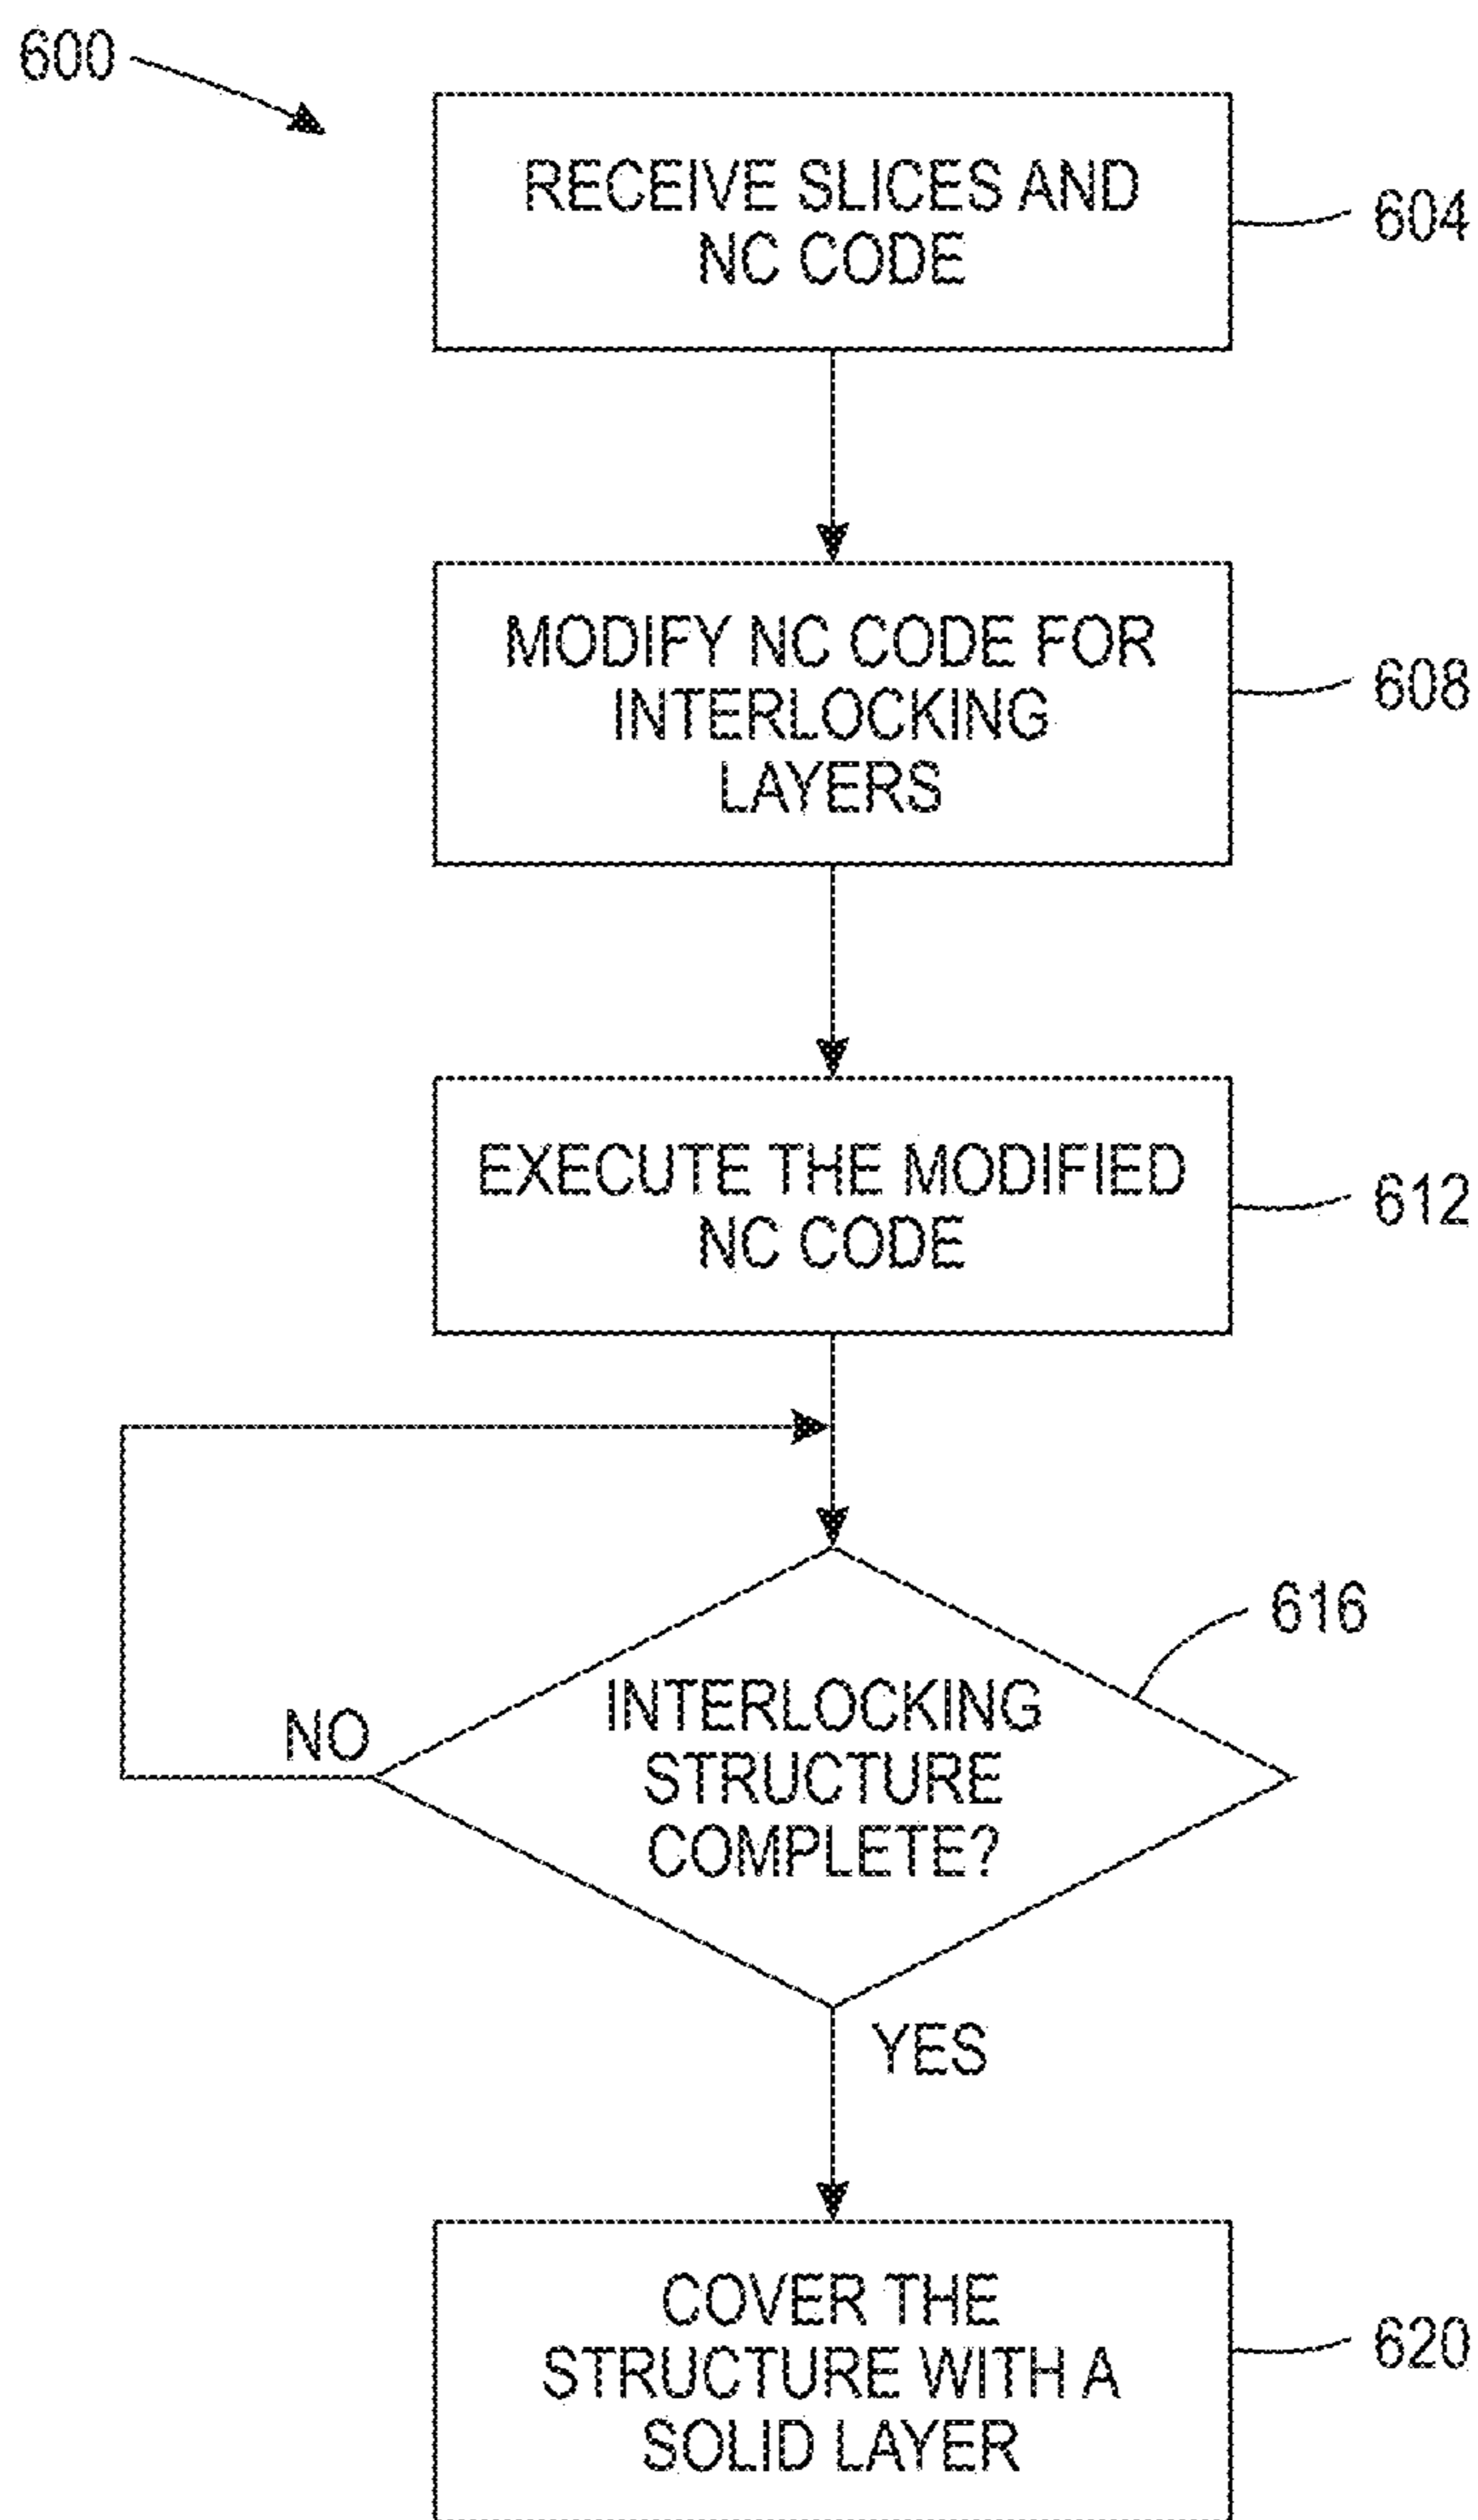 600
RECEIVE SLICES AND
NC CODE
604
MODIFY NC CODE FOR
INTERLOCKING
LAYERS
608
EXECUTE THE MODIFIED
NC CODE
612
INTERLOCKING
STRUCTURE
COMPLETE?
616
NO
YES
COVER THE
STRUCTURE WITH A
SOLID LAYER
620